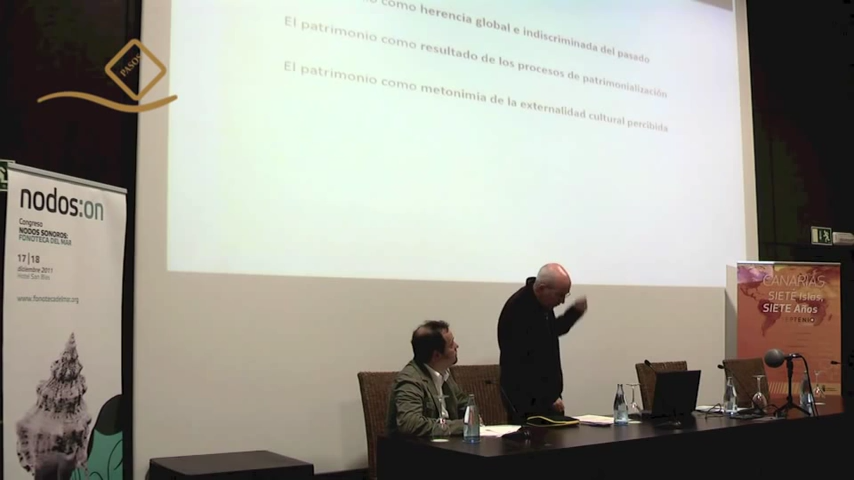 como herencia global e indiscriminada del pasado
El patrimonio como resultado de los procesos de patrimonialización
El patrimonio como metonimia de la externalidad cultural percibida
PASOS
nodos:on
Congreso
NODOS SONOROS:
FONOTECA DEL MAR
17|18
diciembre 2011
www.fonotecadelmar.org
CANARIAS
SIETE Islas,
SIETE Años